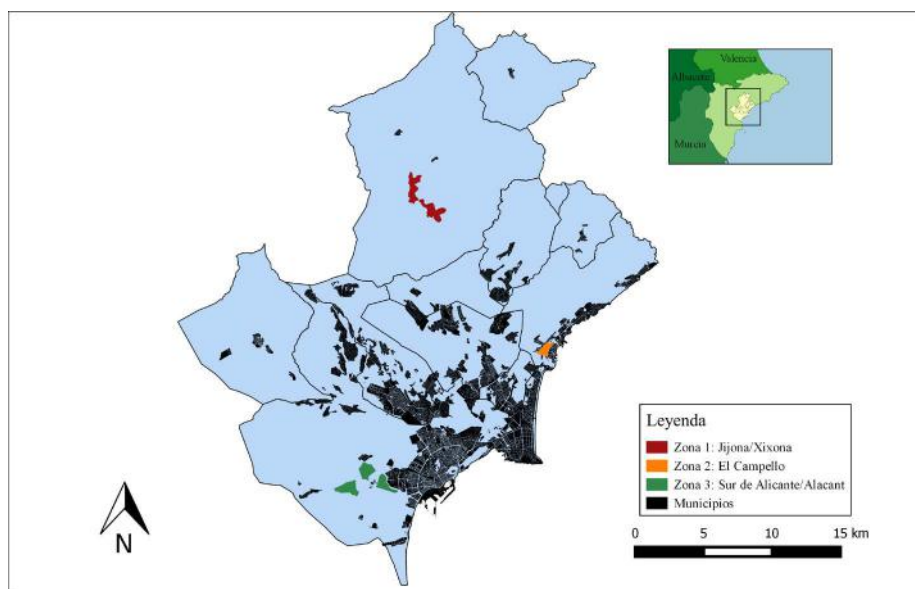 Valencia
Albacete
Murcia
Leyenda
Zona 1: Jijona/Xixona
Zona 2: El Campello
Zona 3: Sur de Alicante/Alacant
Municipios
0 5 10 15 km
N